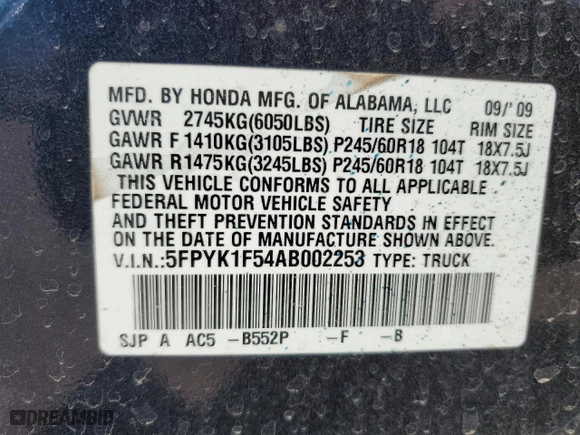 MFD. BY HONDA MFG. OF ALABAMA, LLC 09/'09
GVWR 2745KG(6050LBS) TIRE SIZE RIM SIZE
GAWR F 1410KG(3105LBS) P245/60R18 104T 18X7.5J
GAWR R 1475KG(3245LBS) P245/60R18 104T 18X7.5J
THIS VEHICLE CONFORMS TO ALL APPLICABLE
FEDERAL MOTOR VEHICLE SAFETY
AND THEFT PREVENTION STANDARDS IN EFFECT
ON THE DATE OF MANUFACTURE SHOWN ABOVE.
V.I.N.:5FPYK1F54AB002253 TYPE: TRUCK
SJP A AC5 -B552P -F -B
DREAMBID